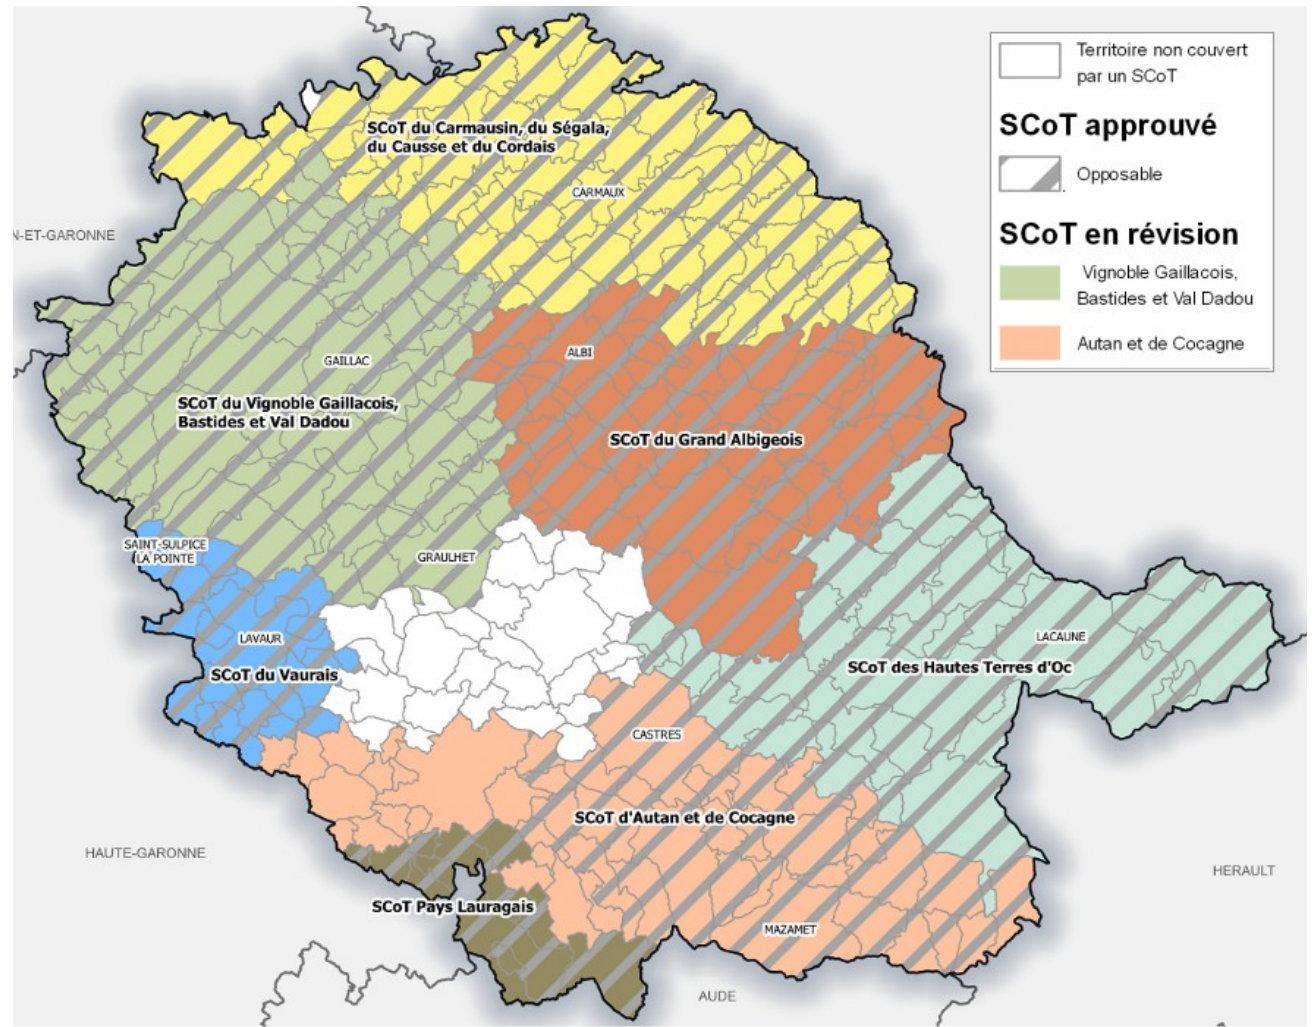 Territoire non couvert
par un SCoT
SCoT approuvé
Opposable
SCoT en révision
Vignoble Gaillacois,
Bastides et Val Dadou
Autan et de Cocagne
SCoT du Carmausin, du Ségala,
du Causse et du Cordais
CARMAUX
N-ET-GARONNE
GAILLAC
ALBI
SCoT du Vignoble Gaillacois,
Bastides et Val Dadou
SCoT du Grand Albigeois
SAINT-SULPICE
LA POINTE
GRAULHET
LAVAUR
LACAUNE
SCoT du Vaurais
SCoT des Hautes Terres d'Oc
CASTRES
SCoT d'Autan et de Cocagne
HAUTE-GARONNE
HERAULT
SCoT Pays Lauragais
MAZAMET
AUDE